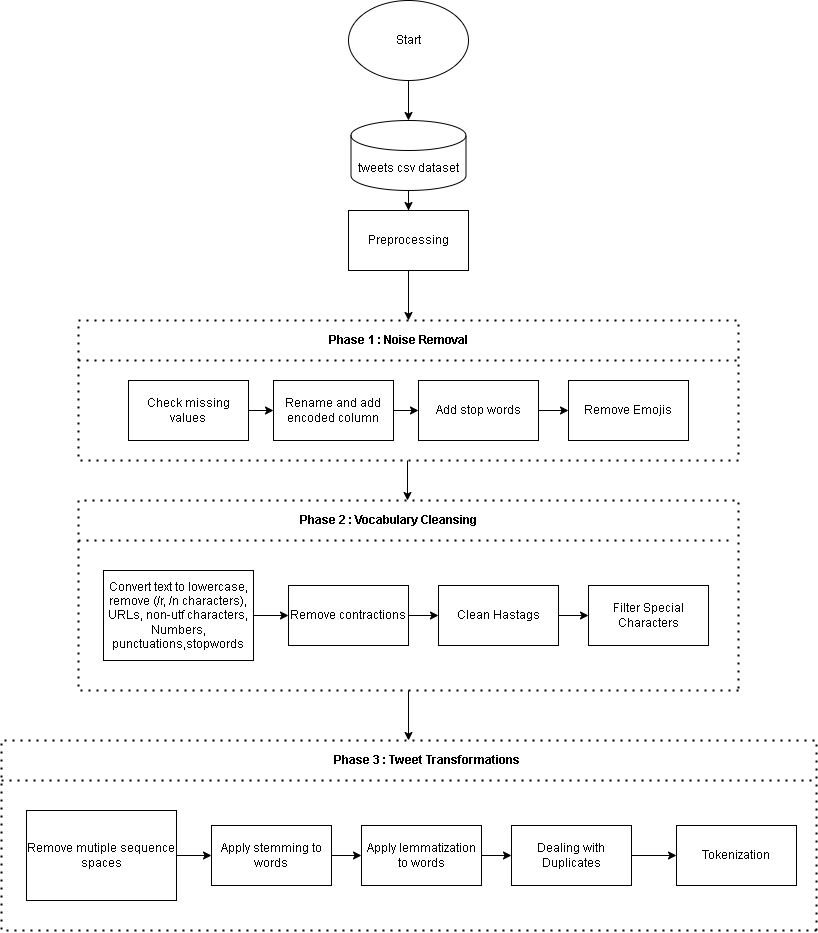 Start
tweets csv dataset
Preprocessing
Phase 1 : Noise Removal
Check missing
values
Rename and add
encoded column
Add stop words
Remove Emojis
Phase 2 : Vocabulary Cleansing
Convert text to lowercase,
remove (/r, /n characters),
URLs, non-utf characters,
Numbers,
punctuations,stopwords
Remove contractions
Clean Hastags
Filter Special
Characters
Phase 3 : Tweet Transformations
Remove mutiple sequence
spaces
Apply stemming to
words
Apply lemmatization
to words
Dealing with
Duplicates
Tokenization